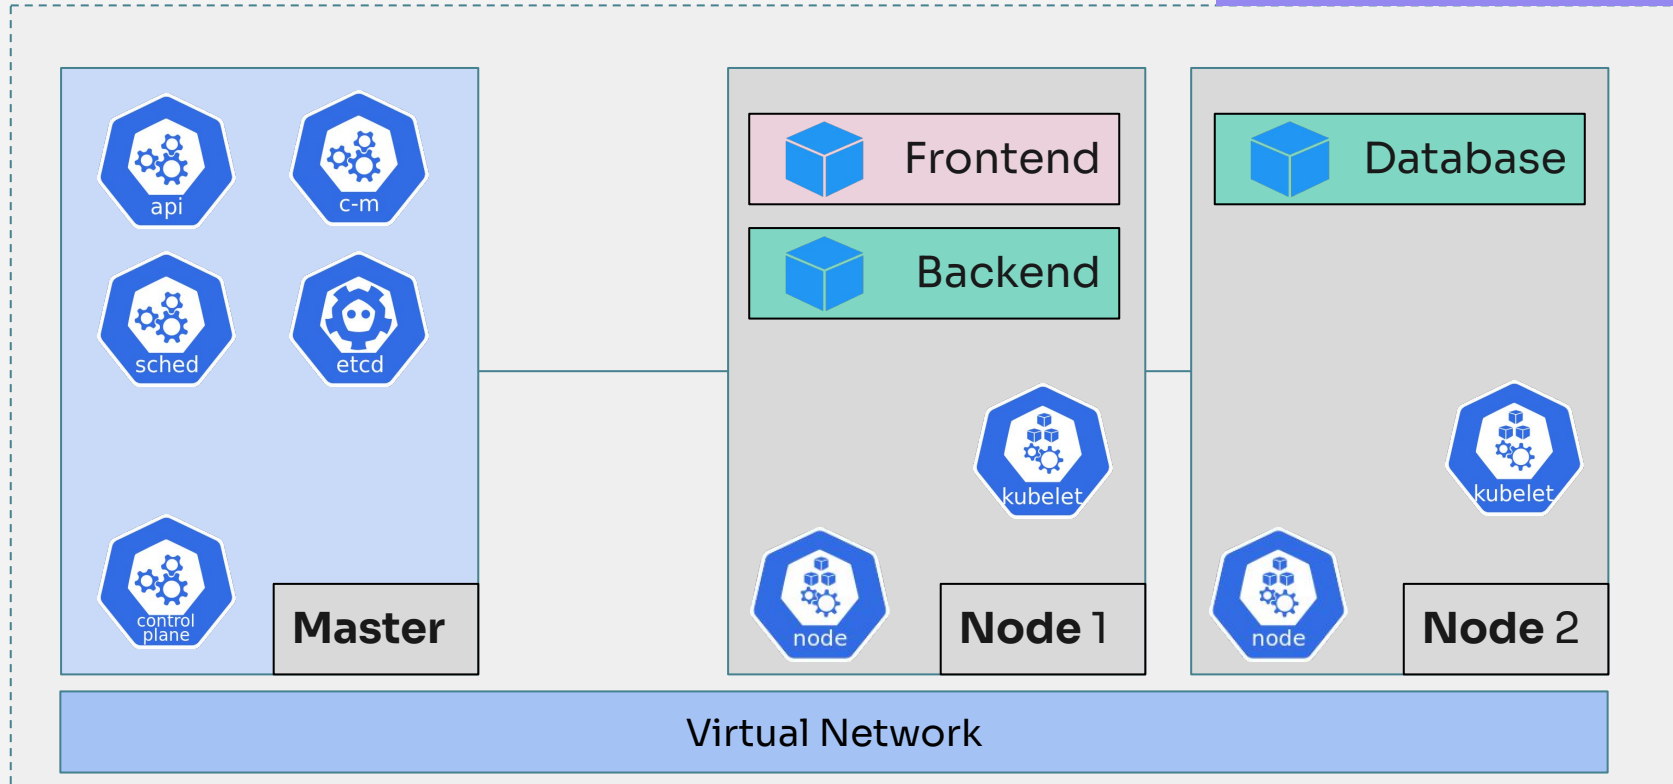 api
c-m
sched
etcd
control
plane
Master
Frontend
Backend
kubelet
node
Node 1
Database
kubelet
node
Node 2
Virtual Network